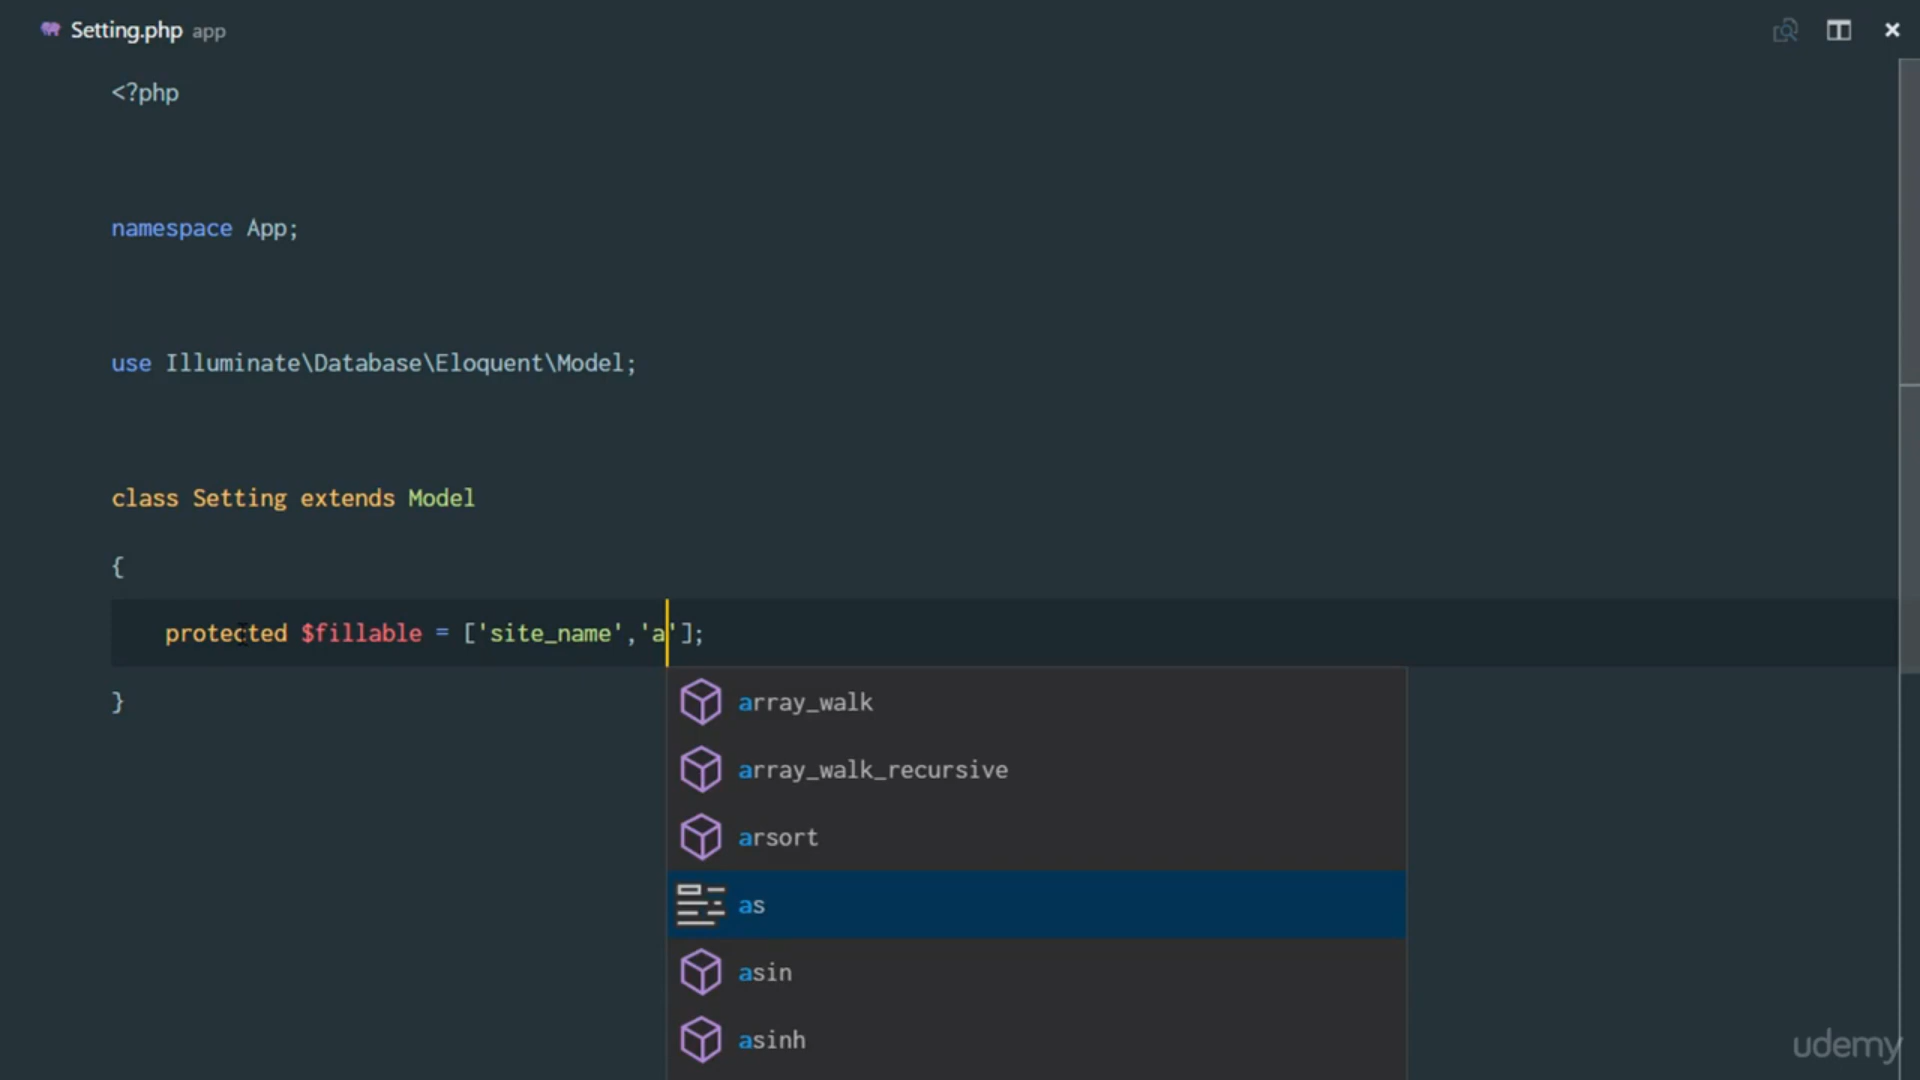 Setting.php app
<?php
namespace App;
use Illuminate\Database\Eloquent\Model;
class Setting extends Model
{
protected $fillable = ['site_name','a'];
}
array_walk
array_walk_recursive
arsort
as
asin
asinh
udemy